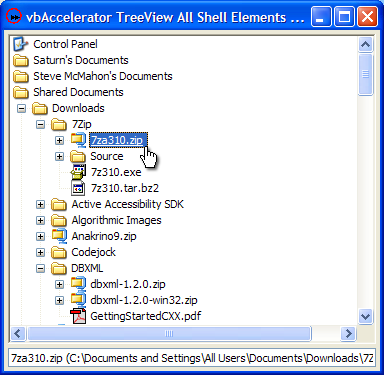 vbAccelerator TreeView All Shell Elements ...
Control Panel
Saturn's Documents
Steve McMahon's Documents
Shared Documents
Downloads
7Zip
7za310.zip
Source
7z310.exe
7z310.tar.bz2
Active Accessibility SDK
Algorithmic Images
Anakrino9.zip
Codejock
DBXML
dbxml-1.2.0.zip
dbxml-1.2.0-win32.zip
GettingStartedCXX.pdf
7za310.zip (C:\Documents and Settings\All Users\Documents\Downloads\7Z